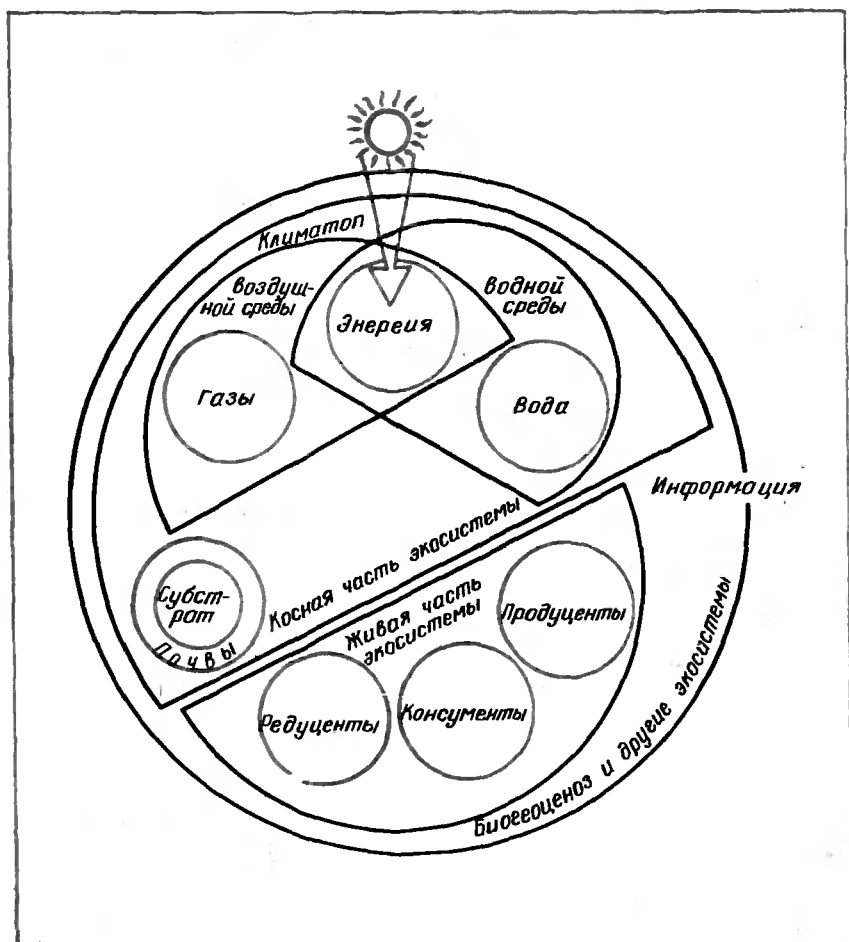 Климатоп
воздуш-
ной среды
водной
среды
Энергия
Газы
Вода
Информация
Косная часть экосистемы
Субст-
рат
Почвы
Живая часть
экосистемы
Продуценты
Редуценты
Консументы
Биогеоценоз и другие экосистемы